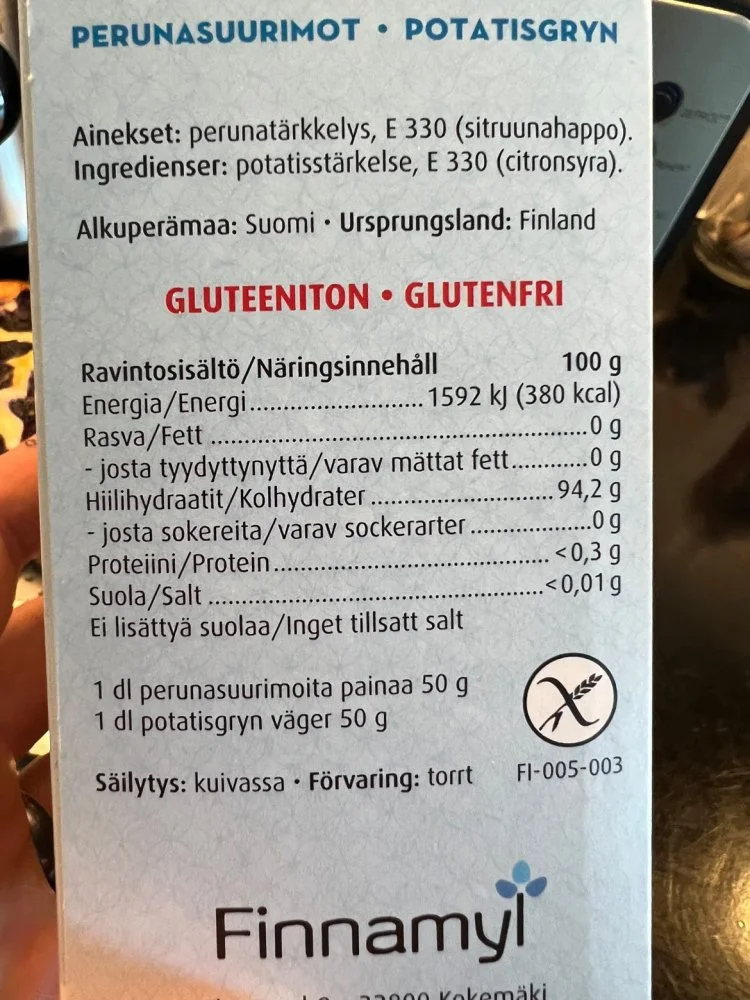 PERUNASUURIMOT • POTATISGRYN
Ainekset: perunatärkkelys, E 330 (sitruunahappo).
Ingredienser: potatisstärkelse, E 330 (citronsyra).
Alkuperämaa: Suomi • Ursprungsland: Finland
GLUTEENITON • GLUTENFRI
Ravintosisältö/Näringsinnehåll 100 g
Energia/Energi........................1592 kJ (380 kcal)
Rasva/Fett ....................................................0 g
- josta tyydyttynyttä/varav mättat fett............0 g
Hiilihydraatit/Kolhydrater .........................94,2 g
- josta sokereita/varav sockerarter .................0 g
Proteiini/Protein.......................................<0,3 g
Suola/Salt ...............................................<0,01 g
Ei lisättyä suolaa/Inget tillsatt salt
1 dl perunasuurimoita painaa 50 g
1 dl potatisgryn väger 50 g
FI-005-003
Säilytys: kuivassa • Förvaring: torrt
Finnamyl
Kokemäki